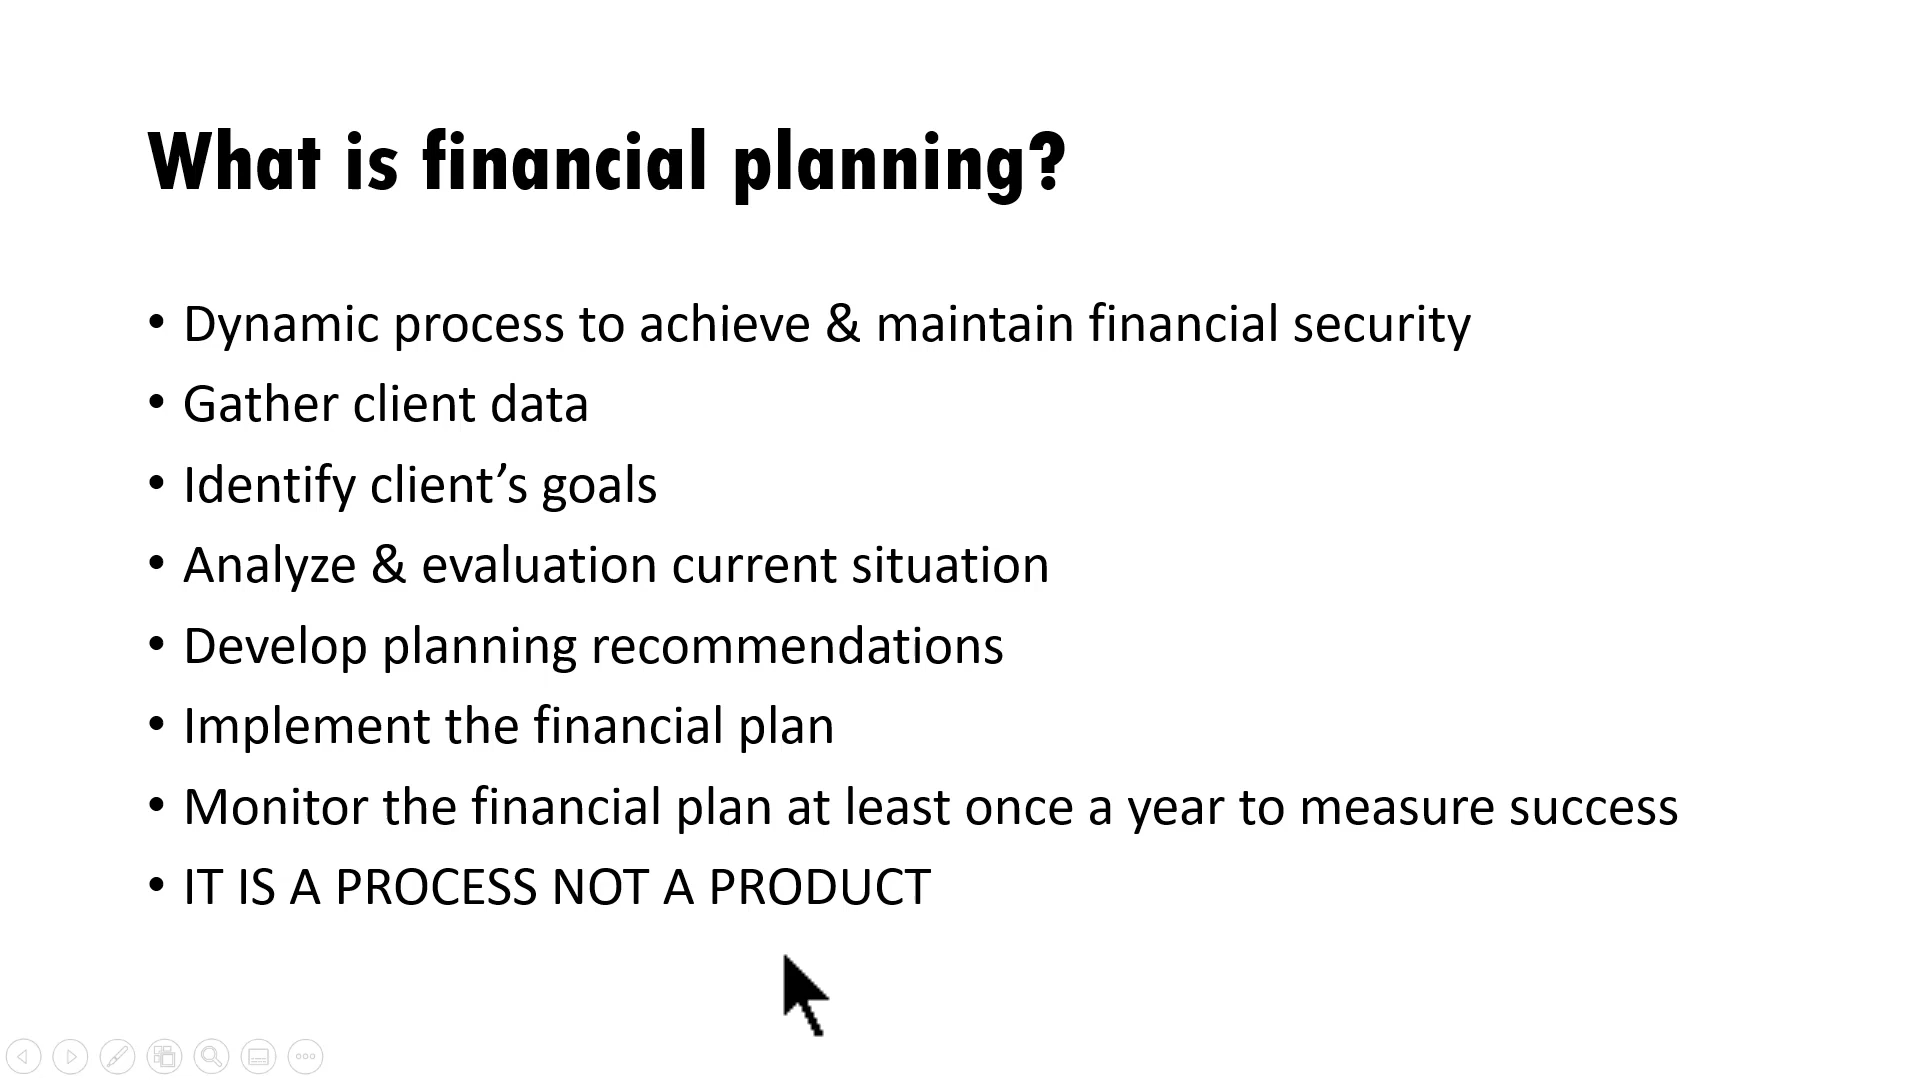 What is financial planning?
• Dynamic process to achieve & maintain financial security
• Gather client data
• Identify client’s goals
• Analyze & evaluation current situation
• Develop planning recommendations
• Implement the financial plan
• Monitor the financial plan at least once a year to measure success
• IT IS A PROCESS NOT A PRODUCT